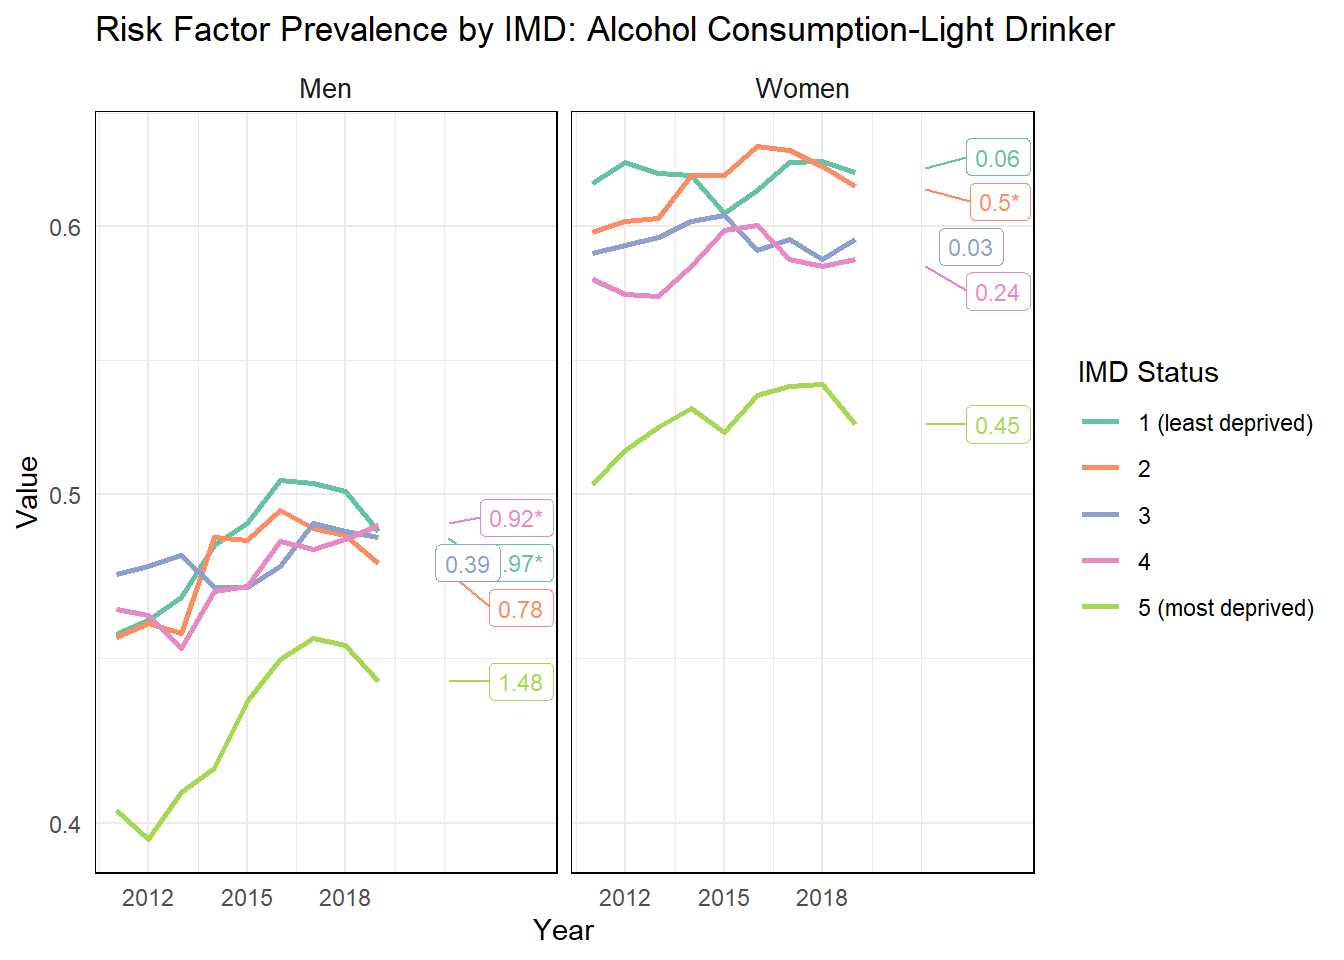 Risk Factor Prevalence by IMD: Alcohol Consumption-Light Drinker
Men
Women
0.6
0.5
0.4
Value
0.92*
.97*
0.39
0.78
1.48
0.06
0.5*
0.03
0.24
0.45
2012 2015 2018
2012 2015 2018
Year
IMD Status
1 (least deprived)
2
3
4
5 (most deprived)